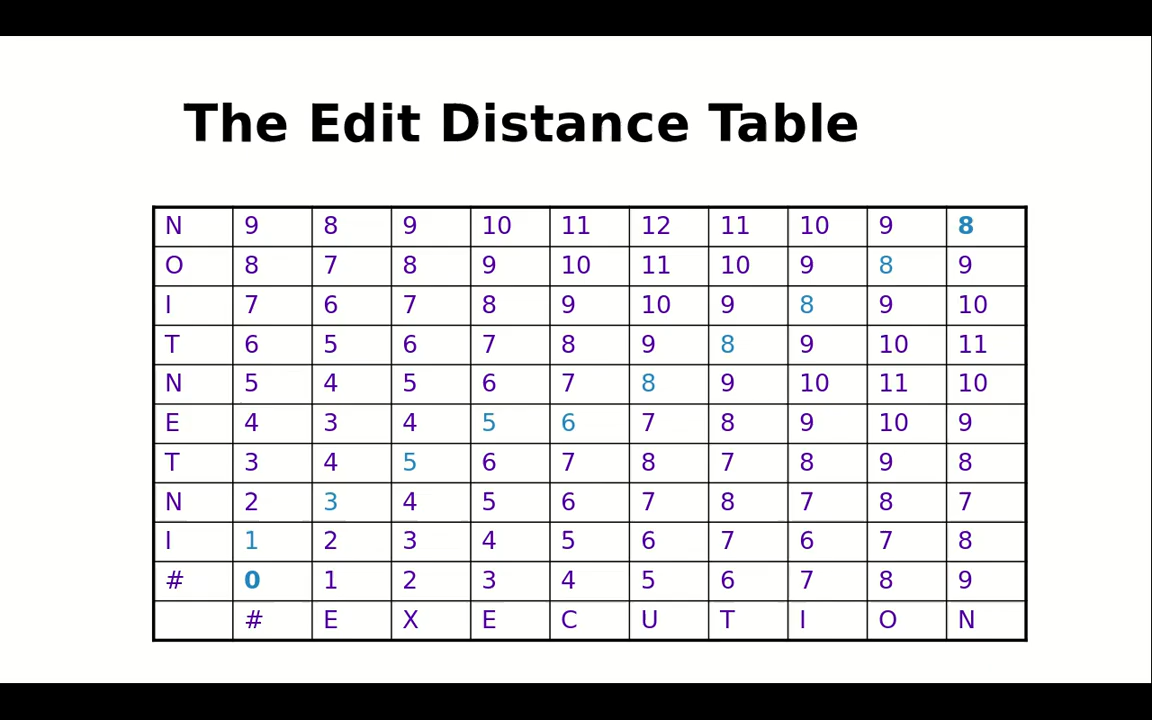 The Edit Distance Table
N 9 8 9 10 11 12 11 10 9 8
O 8 7 8 9 10 11 10 9 8 9
I 7 6 7 8 9 10 9 8 9 10
T 6 5 6 7 8 9 8 9 10 11
N 5 4 5 6 7 8 9 10 11 10
E 4 3 4 5 6 7 8 9 10 9
T 3 4 5 6 7 8 7 8 9 8
N 2 3 4 5 6 7 8 7 8 7
I 1 2 3 4 5 6 7 6 7 8
# 0 1 2 3 4 5 6 7 8 9
# E X E C U T I O N